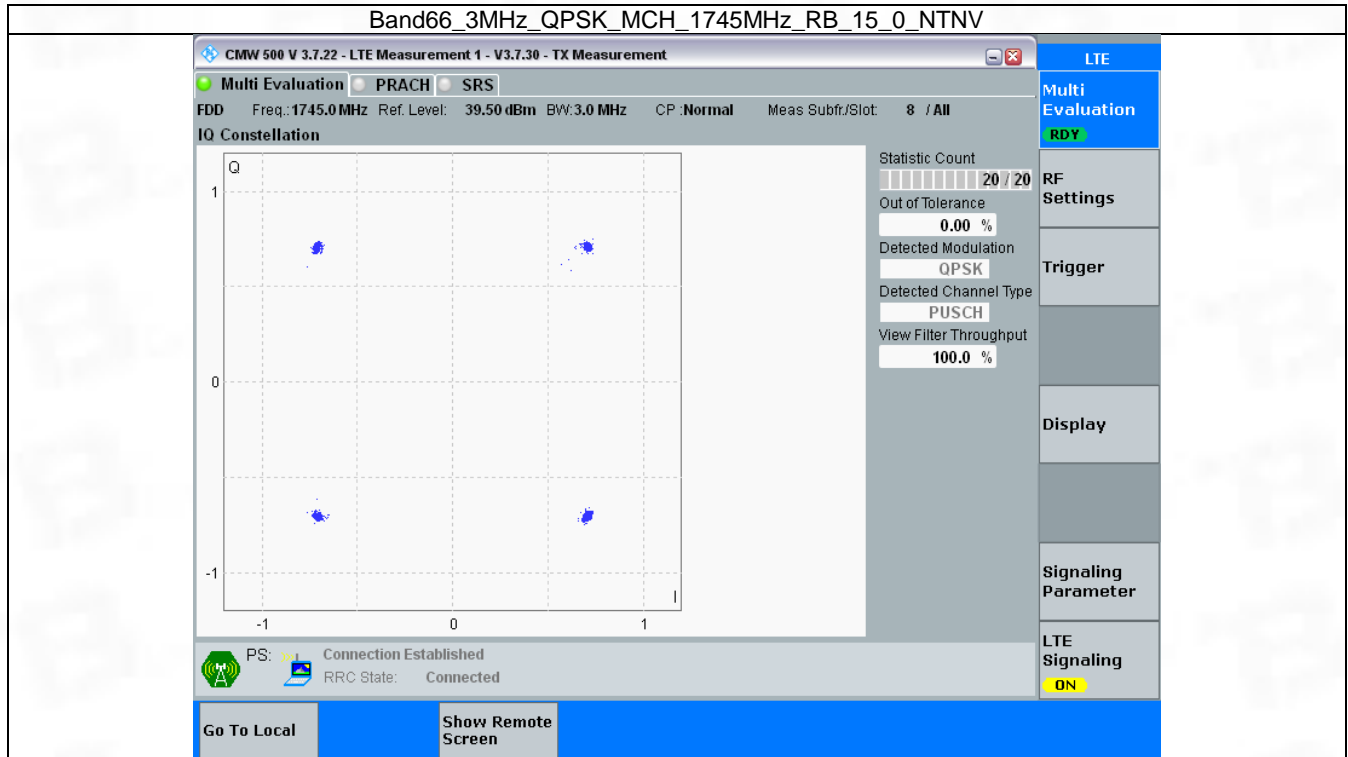 Band66_3MHz_QPSK_MCH_1745MHz_RB_15_0_NTNV
CMW 500 V 3.7.22 - LTE Measurement 1 - V3.7.30 - TX Measurement
LTE
Multi Evaluation PRACH SRS
FDD Freq.:1745.0 MHz Ref. Level: 39.50 dBm BW:3.0 MHz CP :Normal Meas Subfr./Slot: 8 / All
IQ Constellation
Q
1
0
-1
I
-1 0 1
Statistic Count
20 / 20
Out of Tolerance
0.00 %
Detected Modulation
QPSK
Detected Channel Type
PUSCH
View Filter Throughput
100.0 %
Multi
Evaluation
RDY
RF
Settings
Trigger
Display
Signaling
Parameter
LTE
Signaling
ON
PS: Connection Established
RRC State: Connected
Go To Local
Show Remote
Screen